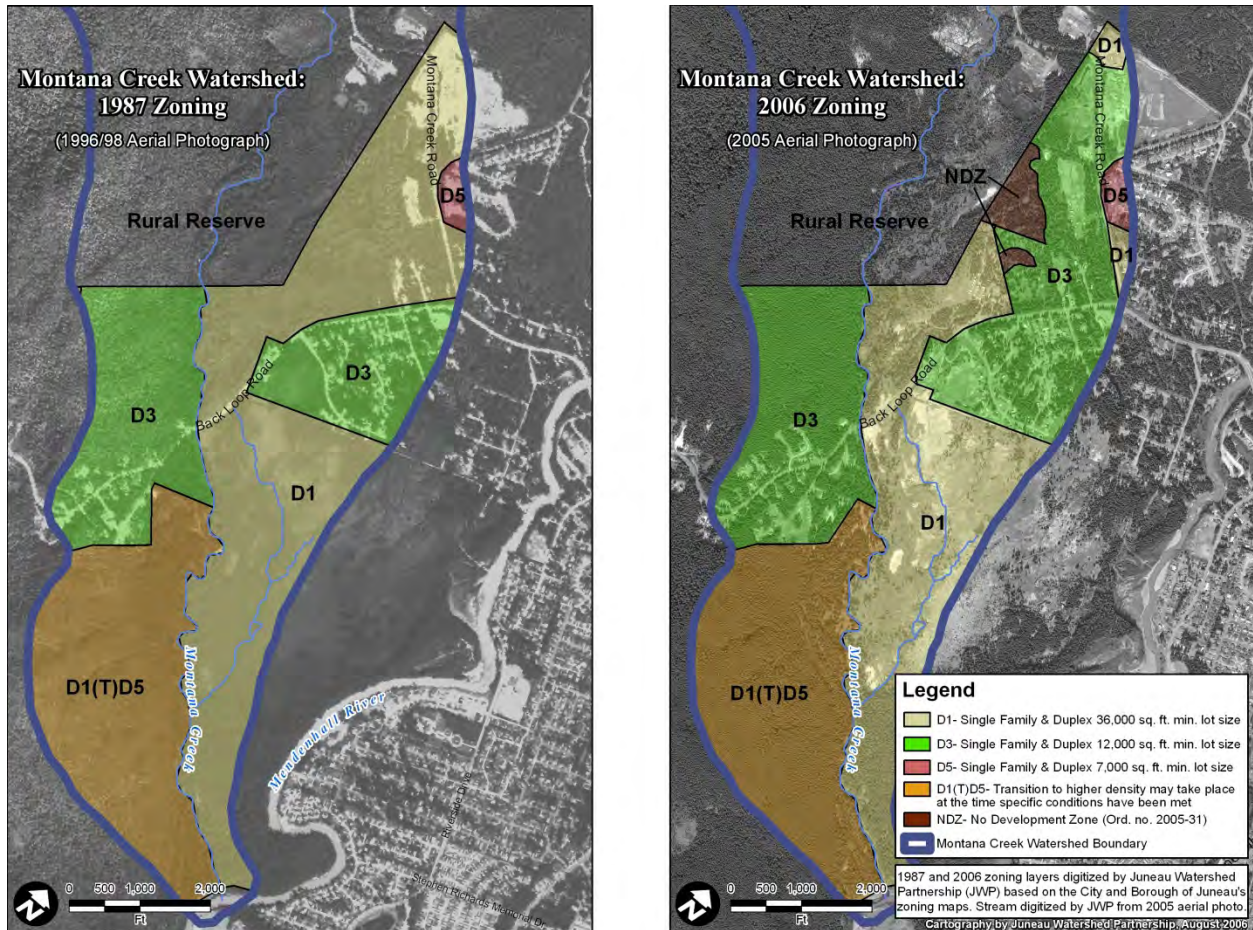 Montana Creek Watershed:
1987 Zoning
(1996/98 Aerial Photograph)
Montana Creek Road
D5
Rural Reserve
D3
Back Loop Road
D3
D1
D1(T)D5
Montana Creek
Mendenhall River
Riverside Drive
Stephen Richards Memorial Dr
N
0 500 1,000 2,000
Ft
Montana Creek Watershed:
2006 Zoning
(2005 Aerial Photograph)
D1
Montana Creek Road
NDZ
D5
Rural Reserve
D1
D3
Back Loop Road
D3
D1
D1(T)D5
Montana Creek
N
0 500 1,000 2,000
Ft
Legend
D1- Single Family & Duplex 36,000 sq. ft. min. lot size
D3- Single Family & Duplex 12,000 sq. ft. min. lot size
D5- Single Family & Duplex 7,000 sq. ft. min. lot size
D1(T)D5- Transition to higher density may take place
at the time specific conditions have been met
NDZ- No Development Zone (Ord. no. 2005-31)
Montana Creek Watershed Boundary
1987 and 2006 zoning layers digitized by Juneau Watershed
Partnership (JWP) based on the City and Borough of Juneau's
zoning maps. Stream digitized by JWP from 2005 aerial photo.
Cartography by Juneau Watershed Partnership, August 2006